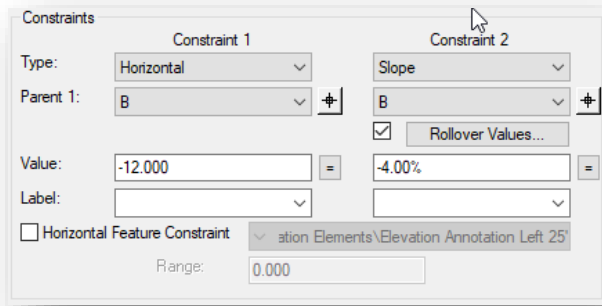 Constraints
Constraint 1 Constraint 2
Type: Horizontal Slope
Parent 1: B B
Rollover Values...
Value: -12.000 = -4.00% =
Label:
Horizontal Feature Constraint ation Elements\Elevation Annotation Left 25'
Range: 0.000